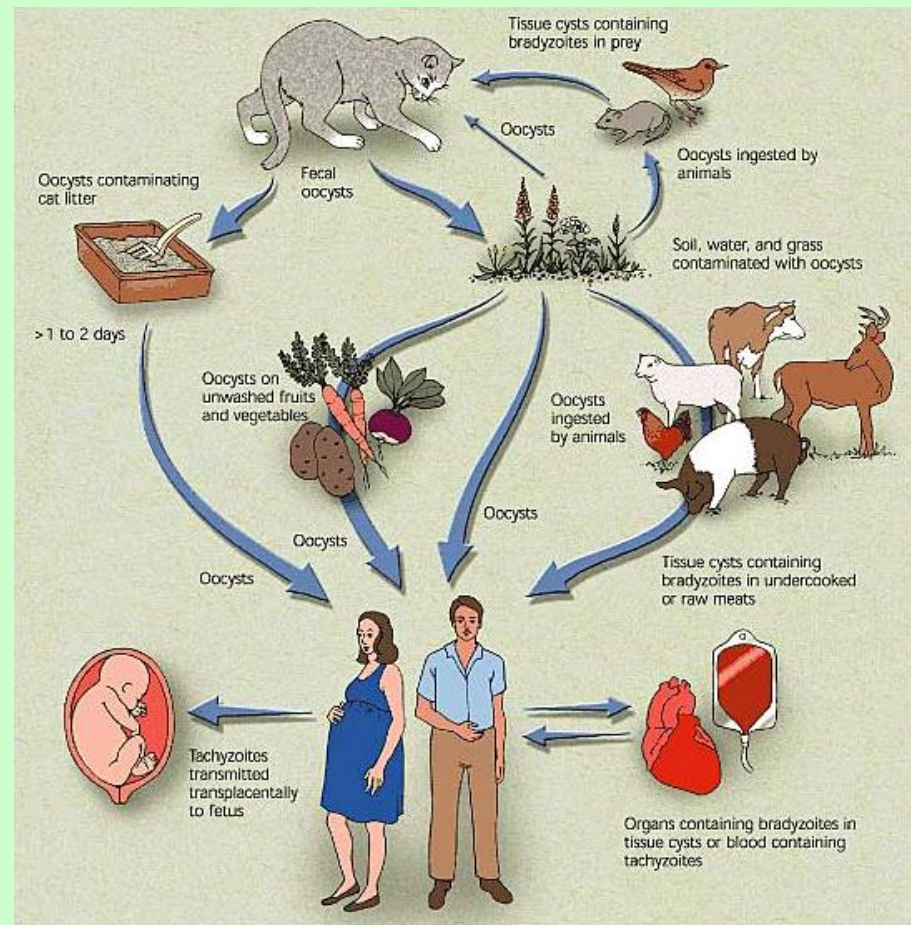 Tissue cysts containing
bradyzoites in prey
Oocysts
Oocysts ingested by
animals
Fecal
oocysts
Oocysts contaminating
cat litter
Soil, water, and grass
contaminated with oocysts
>1 to 2 days
Oocysts on
unwashed fruits
and vegetables
Oocysts
ingested
by animals
Oocysts
Oocysts
Oocysts
Tissue cysts containing
bradyzoites in undercooked
or raw meats
Tachyzoites
transmitted
transplacentally
to fetus
Organs containing bradyzoites in
tissue cysts or blood containing
tachyzoites